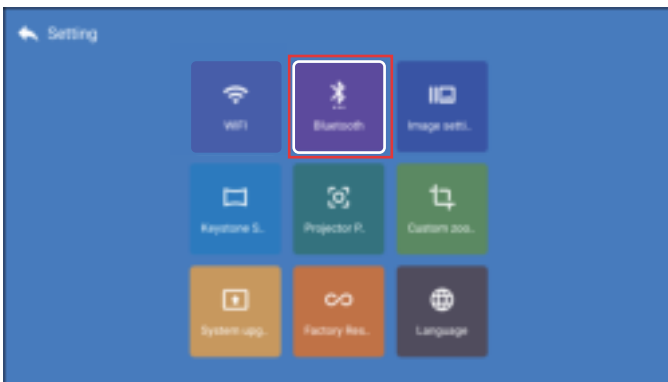 Setting
WIFI
Bluetooth
Image setti..
Keystone S..
Projector P..
Custom zoo..
System upg..
Factory Res..
Language